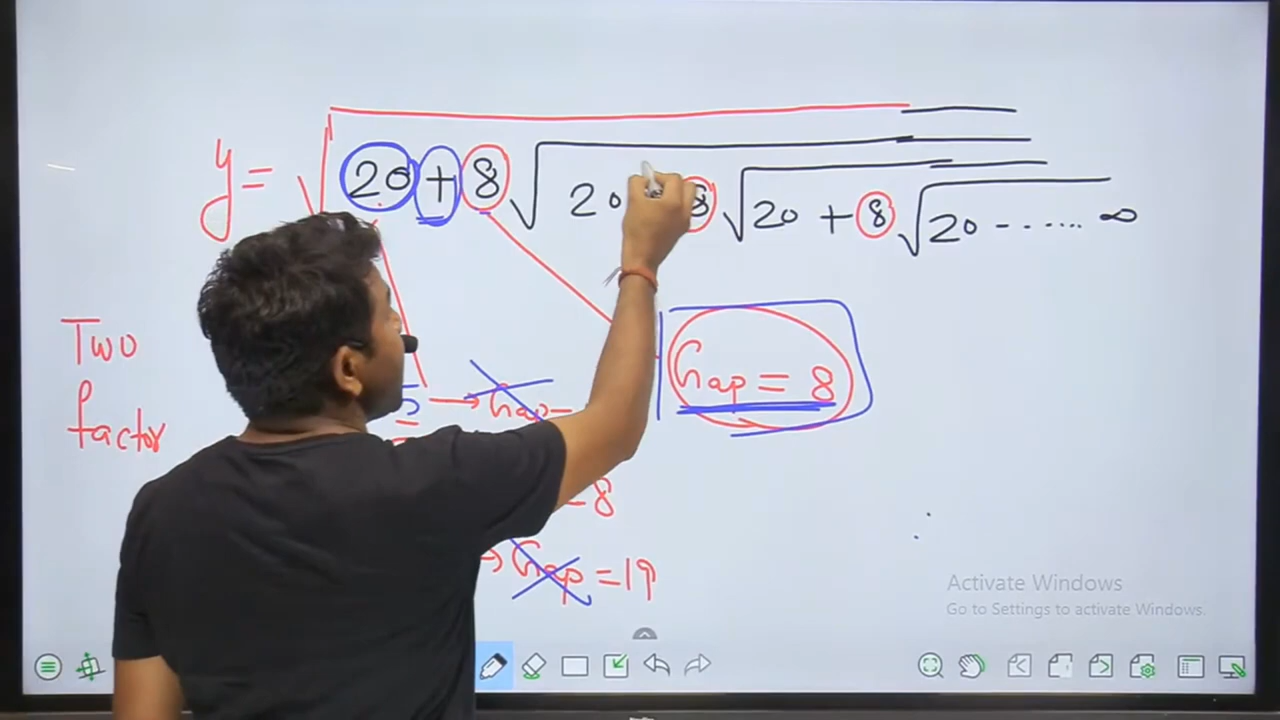 y = √20 + 8 √20 8 √20 + 8 √20 ------ ∞
Two
factor
Gap = 8
→ Gap =
= 8
→ Gap = 19
Activate Windows
Go to Settings to activate Windows.